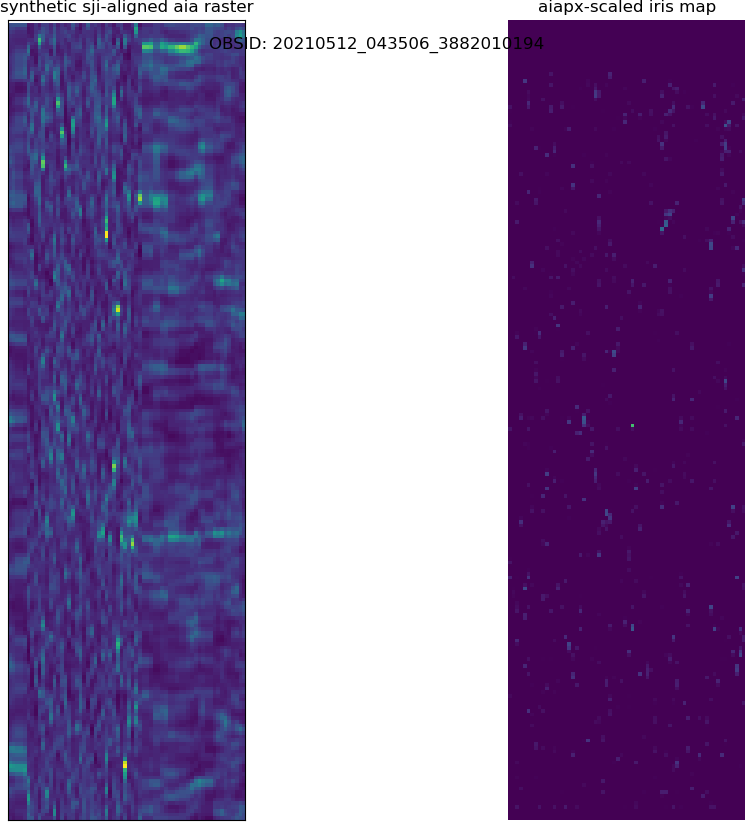 synthetic sji-aligned aia raster
aiapx-scaled iris map
OBSID: 20210512_043506_3882010194